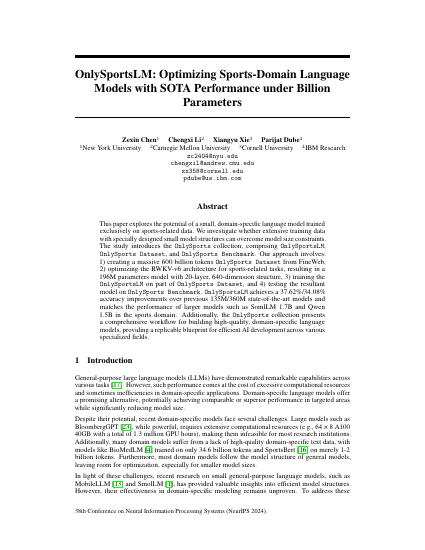 OnlySportsLM: Optimizing Sports-Domain Language
Models with SOTA Performance under Billion
Parameters
Zexin Chen¹ Chengxi Li² Xiangyu Xie³ Parijat Dube⁴
¹New York University ²Carnegie Mellon University ³Cornell University ⁴IBM Research
zc2404@nyu.edu
chengxil@andrew.cmu.edu
xx358@cornell.edu
pdube@us.ibm.com
Abstract
This paper explores the potential of a small, domain-specific language model trained
exclusively on sports-related data. We investigate whether extensive training data
with specially designed small model structures can overcome model size constraints.
The study introduces the OnlySports collection, comprising OnlySportsLM,
OnlySports Dataset, and OnlySports Benchmark. Our approach involves:
1) creating a massive 600 billion tokens OnlySports Dataset from FineWeb,
2) optimizing the RWKV-v6 architecture for sports-related tasks, resulting in a
196M parameters model with 20-layer, 640-dimension structure, 3) training the
OnlySportsLM on part of OnlySports Dataset, and 4) testing the resultant
model on OnlySports Benchmark. OnlySportsLM achieves a 37.62%/34.08%
accuracy improvements over previous 135M/360M state-of-the-art models and
matches the performance of larger models such as SomlLM 1.7B and Qwen
1.5B in the sports domain. Additionally, the OnlySports collection presents
a comprehensive workflow for building high-quality, domain-specific language
models, providing a replicable blueprint for efficient AI development across various
specialized fields.
1 Introduction
General-purpose large language models (LLMs) have demonstrated remarkable capabilities across
various tasks [17]. However, such performance comes at the cost of excessive computational resources
and sometimes inefficiencies in domain-specific applications. Domain-specific language models offer
a promising alternative, potentially achieving comparable or superior performance in targeted areas
while significantly reducing model size.
Despite their potential, recent domain-specific models face several challenges. Large models such as
BloombergGPT [23], while powerful, requires extensive computational resources (e.g., 64 × 8 A100
40GB with a total of 1.3 million GPU hours), making them infeasible for most research institutions.
Additionally, many domain models suffer from a lack of high-quality domain-specific text data, with
models like BioMedLM [4] trained on only 34.6 billion tokens and SportsBert [16] on merely 1-2
billion tokens. Furthermore, most domain models follow the model structure of general models,
leaving room for optimization, especially for smaller model sizes.
In light of these challenges, recent research on small general-purpose language models, such as
MobileLLM [13] and SmolLM [1], has provided valuable insights into efficient model structures.
However, their effectiveness in domain-specific modeling remains unproven. To address these
38th Conference on Neural Information Processing Systems (NeurIPS 2024).